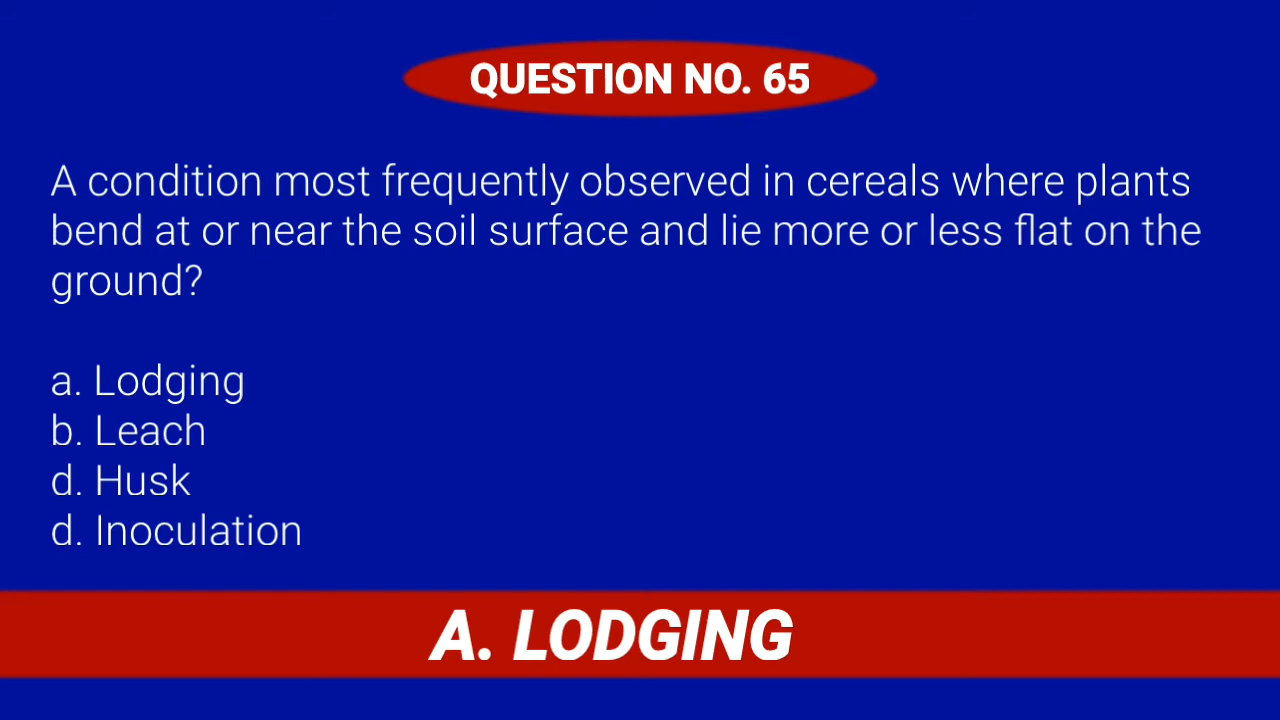 QUESTION NO. 65
A condition most frequently observed in cereals where plants
bend at or near the soil surface and lie more or less flat on the
ground?
a. Lodging
b. Leach
d. Husk
d. Inoculation
A. LODGING